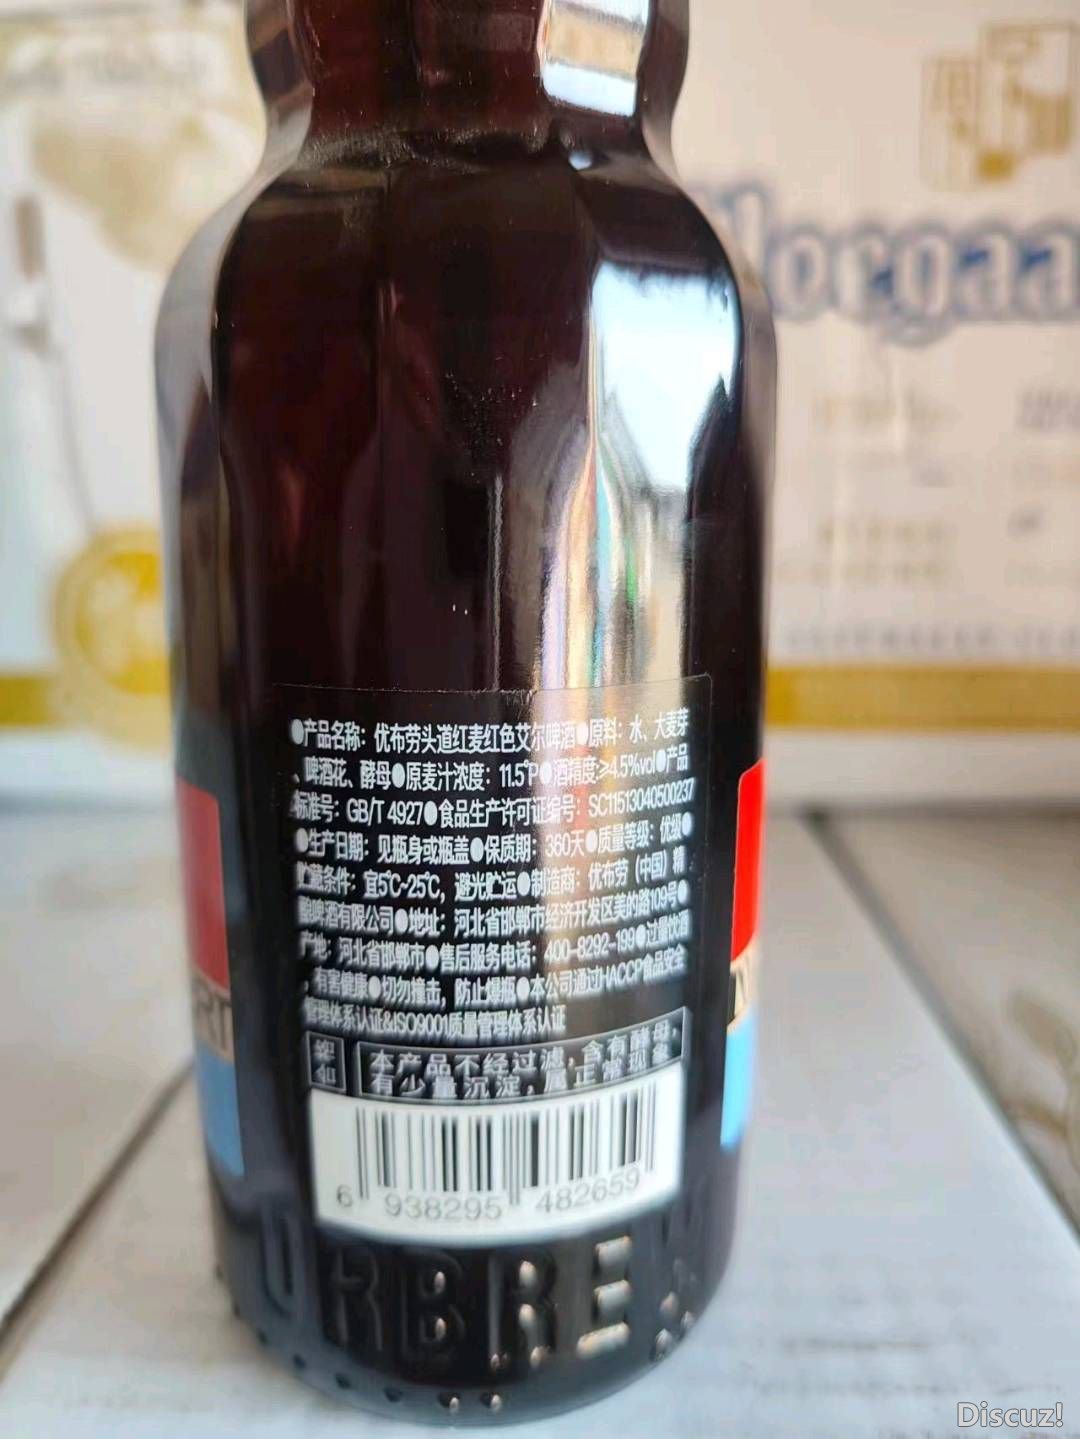 Hoegaa
●产品名称：优布劳头道红麦红色艾尔啤酒●原料：水、大麦芽
、啤酒花、酵母●原麦汁浓度：11.5°P●酒精度:≥4.5%vol●产品
标准号：GB/T 4927●食品生产许可证编号：SC11513040500237
●生产日期：见瓶身或瓶盖●保质期：360天●质量等级：优级●
贮藏条件：宜5℃~25℃，避光贮运●制造商：优布劳（中国）精
酿啤酒有限公司●地址：河北省邯郸市经济开发区美的路109号●
产地：河北省邯郸市●售后服务电话：400-8292-199●过量饮酒
，有害健康●切勿撞击，防止爆瓶●本公司通过HACCP食品安全
管理体系认证&ISO9001质量管理体系认证
本产品不经过滤，含有酵母，
有少量沉淀，属正常现象
6 938295 482659
URBREW
Discuz!